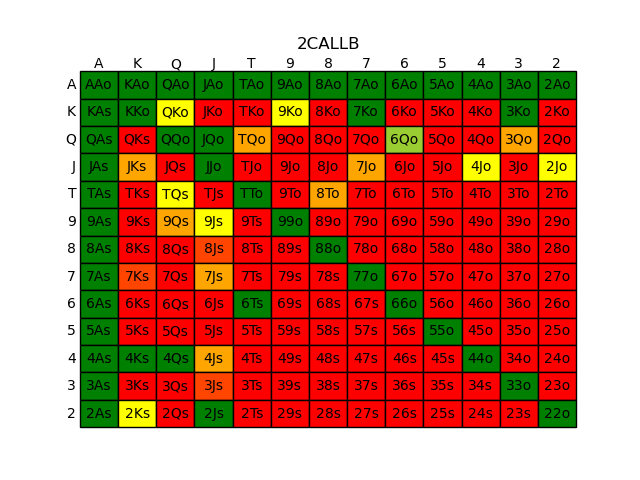 2CALLB
A K Q J T 9 8 7 6 5 4 3 2
A AAo KAo QAo JAo TAo 9Ao 8Ao 7Ao 6Ao 5Ao 4Ao 3Ao 2Ao
K KAs KKo QKo JKo TKo 9Ko 8Ko 7Ko 6Ko 5Ko 4Ko 3Ko 2Ko
Q QAs QKs QQo JQo TQo 9Qo 8Qo 7Qo 6Qo 5Qo 4Qo 3Qo 2Qo
J JAs JKs JQs JJo TJo 9Jo 8Jo 7Jo 6Jo 5Jo 4Jo 3Jo 2Jo
T TAs TKs TQs TJs TTo 9To 8To 7To 6To 5To 4To 3To 2To
9 9As 9Ks 9Qs 9Js 9Ts 99o 89o 79o 69o 59o 49o 39o 29o
8 8As 8Ks 8Qs 8Js 8Ts 89s 88o 78o 68o 58o 48o 38o 28o
7 7As 7Ks 7Qs 7Js 7Ts 79s 78s 77o 67o 57o 47o 37o 27o
6 6As 6Ks 6Qs 6Js 6Ts 69s 68s 67s 66o 56o 46o 36o 26o
5 5As 5Ks 5Qs 5Js 5Ts 59s 58s 57s 56s 55o 45o 35o 25o
4 4As 4Ks 4Qs 4Js 4Ts 49s 48s 47s 46s 45s 44o 34o 24o
3 3As 3Ks 3Qs 3Js 3Ts 39s 38s 37s 36s 35s 34s 33o 23o
2 2As 2Ks 2Qs 2Js 2Ts 29s 28s 27s 26s 25s 24s 23s 22o